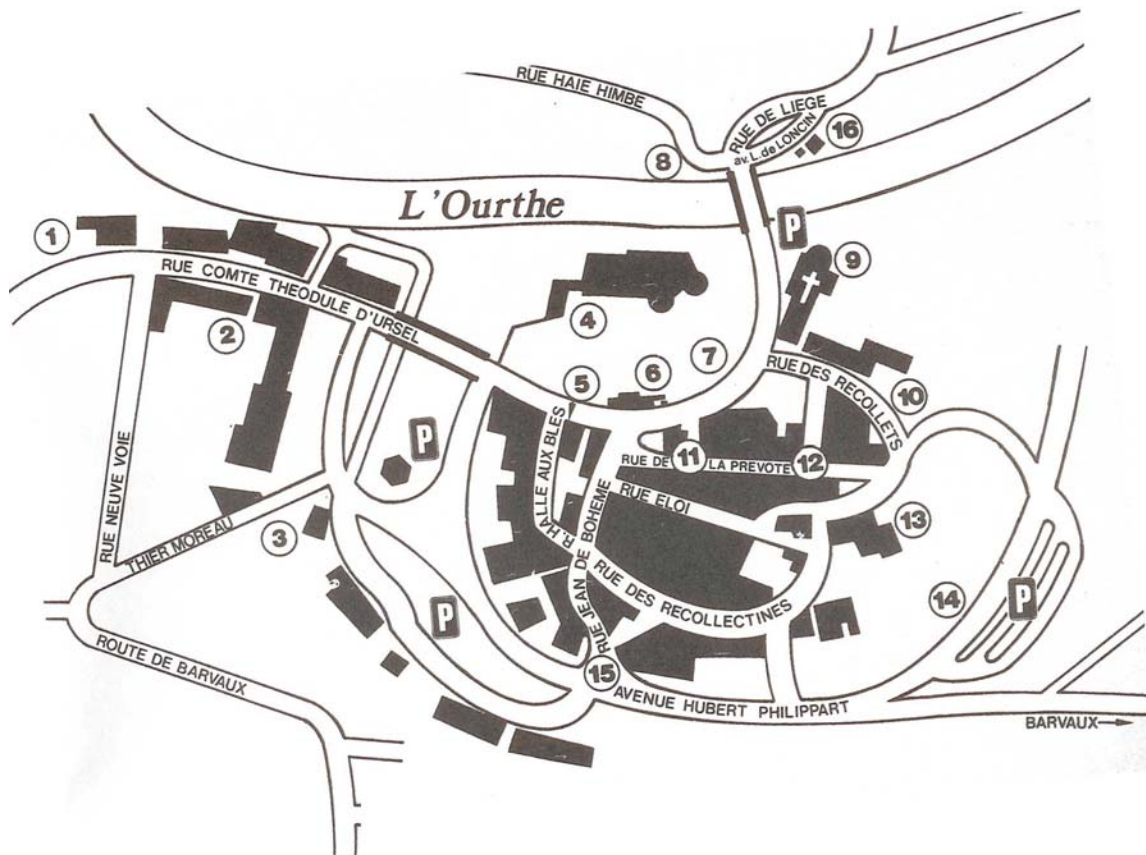 RUE HAIE HIMBE
RUE DE LIEGE
av. L. de LONCIN
16
8
L'Ourthe
P
1
9
RUE COMTE THEODULE D'URSEL
2
4
7
6
5
RUE DES RECOLLETS
10
P
R. HALLE AUX BLES
11
RUE DE LA PREVOTE
12
RUE NEUVE VOIE
RUE ELOI
THIER MOREAU
3
RUE JEAN DE BOHEME
13
RUE DES RECOLLECTINES
P
14
P
ROUTE DE BARVAUX
15
AVENUE HUBERT PHILIPPART
BARVAUX